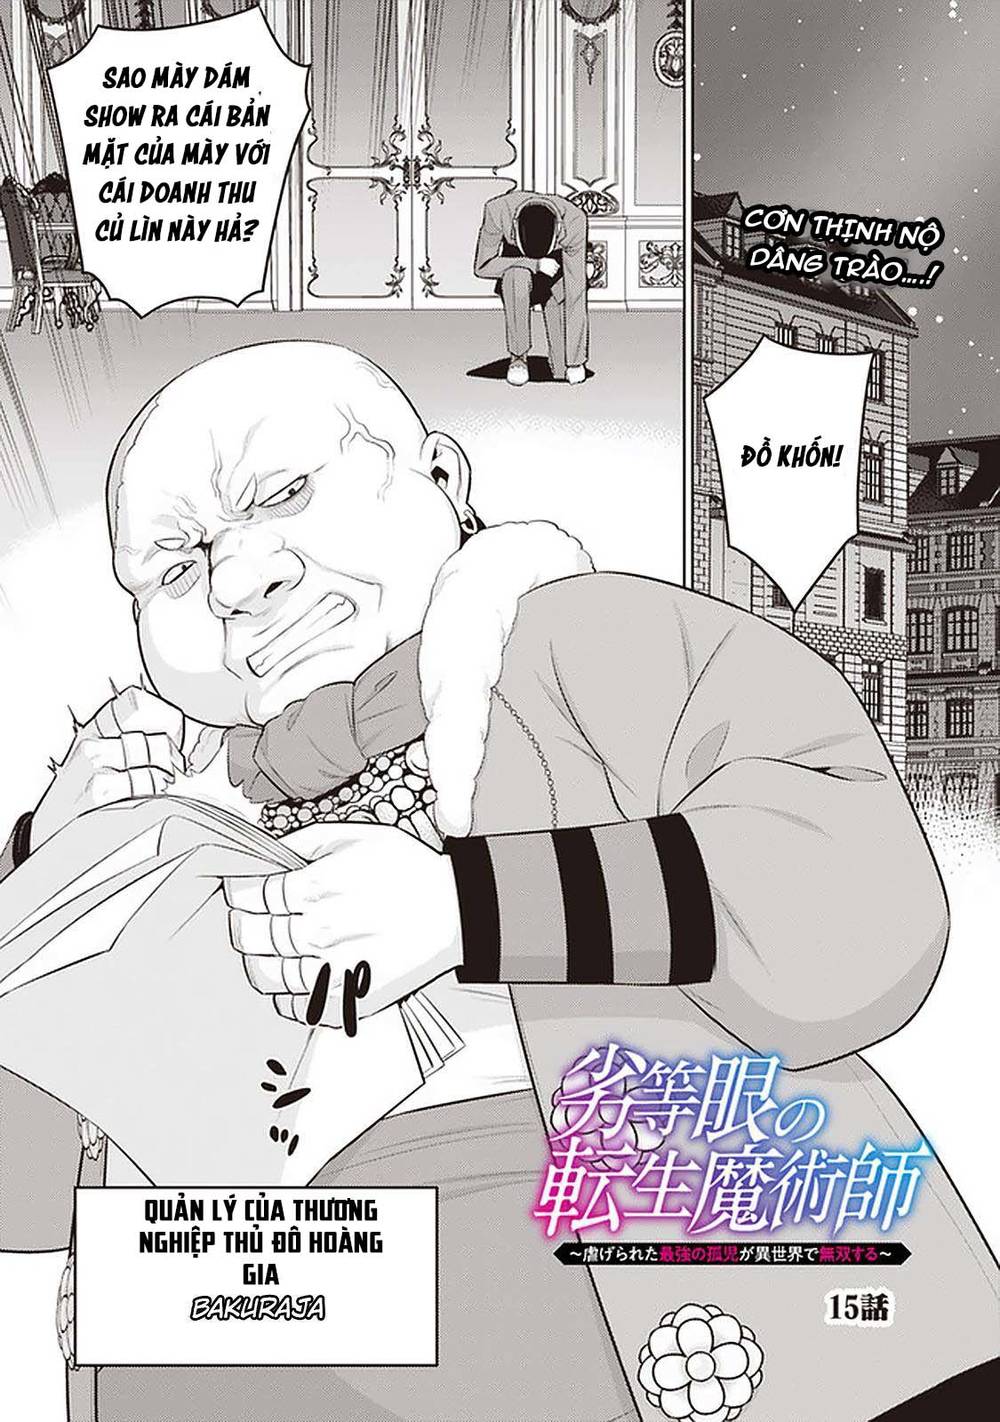 CƠN THỊNH NỘ
DÂNG TRÀO...!
ĐỒ KHỐN!
SAO MÀY DÁM
SHOW RA CÁI BẢN
MẶT CỦA MÀY VỚI
CÁI DOANH THU
CỦ LÌN NÀY HẢ?
QUẢN LÝ CỦA THƯƠNG
NGHIỆP THỦ ĐÔ HOÀNG
GIA
BAKURAJA
劣等眼の
転生魔術師
～虐げられた最強の孤児が異世界で無双する～
15話